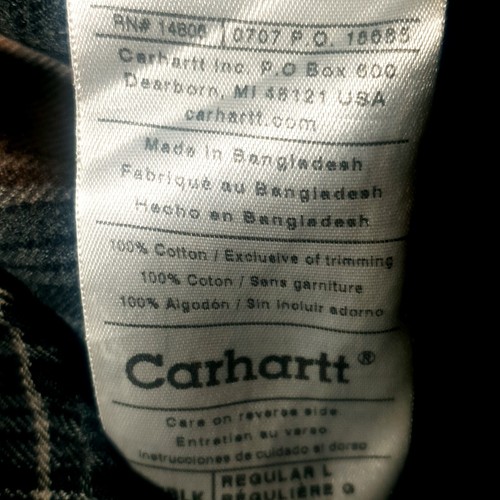 RN# 14806 0707 P.O. 16685
Carhartt Inc. P.O Box 600
Dearborn, MI 48121 USA
carhartt.com
Made in Bangladesh
Fabriqué au Bangladesh
Hecho en Bangladesh
100% Cotton / Exclusive of trimming
100% Coton / Sans garniture
100% Algodón / Sin incluir adorno
Carhartt®
Care on reverse side
Entretien au verso
Instrucciones de cuidado al dorso
BLK REGULAR L
RÉGULIÈRE G